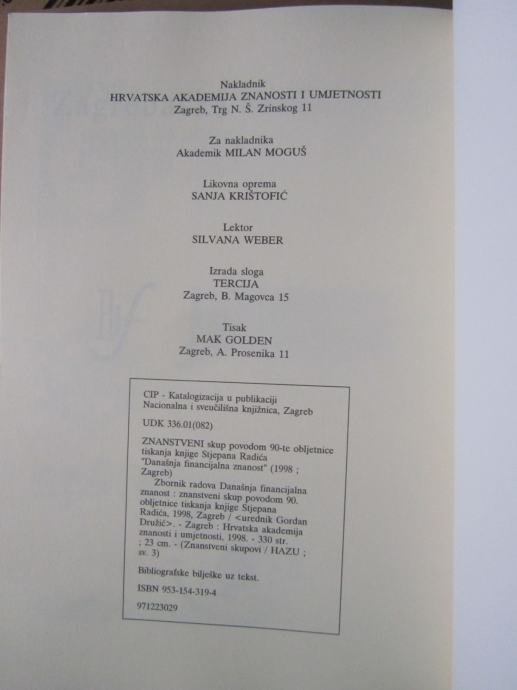 Nakladnik
HRVATSKA AKADEMIJA ZNANOSTI I UMJETNOSTI
Zagreb, Trg N. Š. Zrinskog 11
Za nakladnika
Akademik MILAN MOGUŠ
Likovna oprema
SANJA KRIŠTOFIĆ
Lektor
SILVANA WEBER
Izrada sloga
TERCIJA
Zagreb, B. Magovca 15
Tisak
MAK GOLDEN
Zagreb, A. Prosenika 11
CIP - Katalogizacija u publikaciji
Nacionalna i sveučilišna knjižnica, Zagreb
UDK 336.01(082)
ZNANSTVENI skup povodom 90-te obljetnice
tiskanja knjige Stjepana Radića
"Današnja financijalna znanost" (1998 ;
Zagreb)
Zbornik radova Današnja financijalna
znanost : znanstveni skup povodom 90.
obljetnice tiskanja knjige Stjepana
Radića, 1998, Zagreb / <urednik Gordan
Družić>. - Zagreb : Hrvatska akademija
znanosti i umjetnosti, 1998. - 330 str.
; 23 cm. - (Znanstveni skupovi / HAZU ;
sv. 3)
Bibliografske bilješke uz tekst.
ISBN 953-154-319-4
971223029